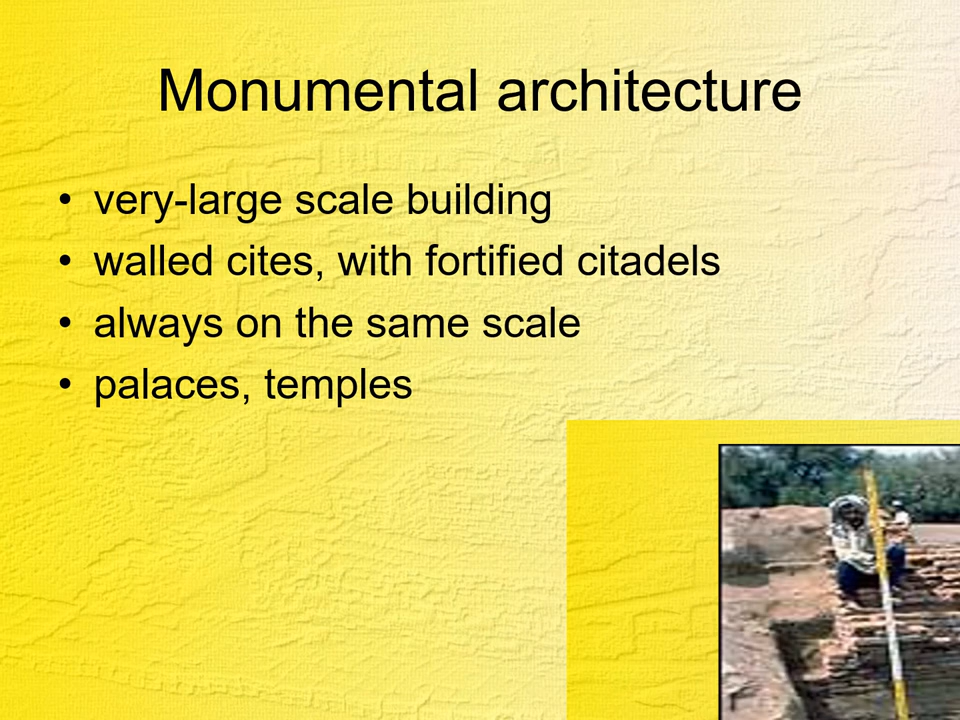 Monumental architecture
• very-large scale building
• walled cites, with fortified citadels
• always on the same scale
• palaces, temples